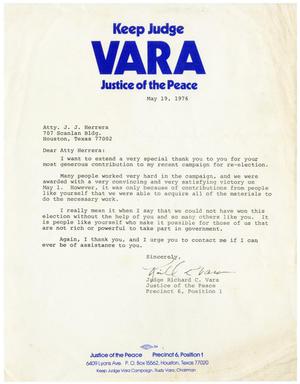 Keep Judge
VARA
Justice of the Peace
May 19, 1976
Atty. J. J. Herrera
707 Scanlan Bldg.
Houston, Texas 77002
Dear Atty Herrera:
I want to extend a very special thank you to you for your
most generous contribution to my recent campaign for re-election.
Many people worked very hard in the campaign, and we were
awarded with a very convincing and very satisfying victory on
May 1. However, it was only because of contributions from people
like yourself that we were able to acquire all of the materials to
do the necessary work.
I really mean it when I say that we could not have won this
election without the help of you and so many others like you. It
is people like yourself who make it possible for those of us that
are not rich or powerful to take part in government.
Again, I thank you, and I urge you to contact me if I can
ever be of assistance to you.
Sincerely,
Judge Richard C. Vara
Justice of the Peace
Precinct 6, Position 1
Justice of the Peace Precinct 6, Position 1
6409 Lyons Ave. P. O. Box 15562, Houston, Texas 77020
Keep Judge Vara Campaign, Rudy Vara, Chairman